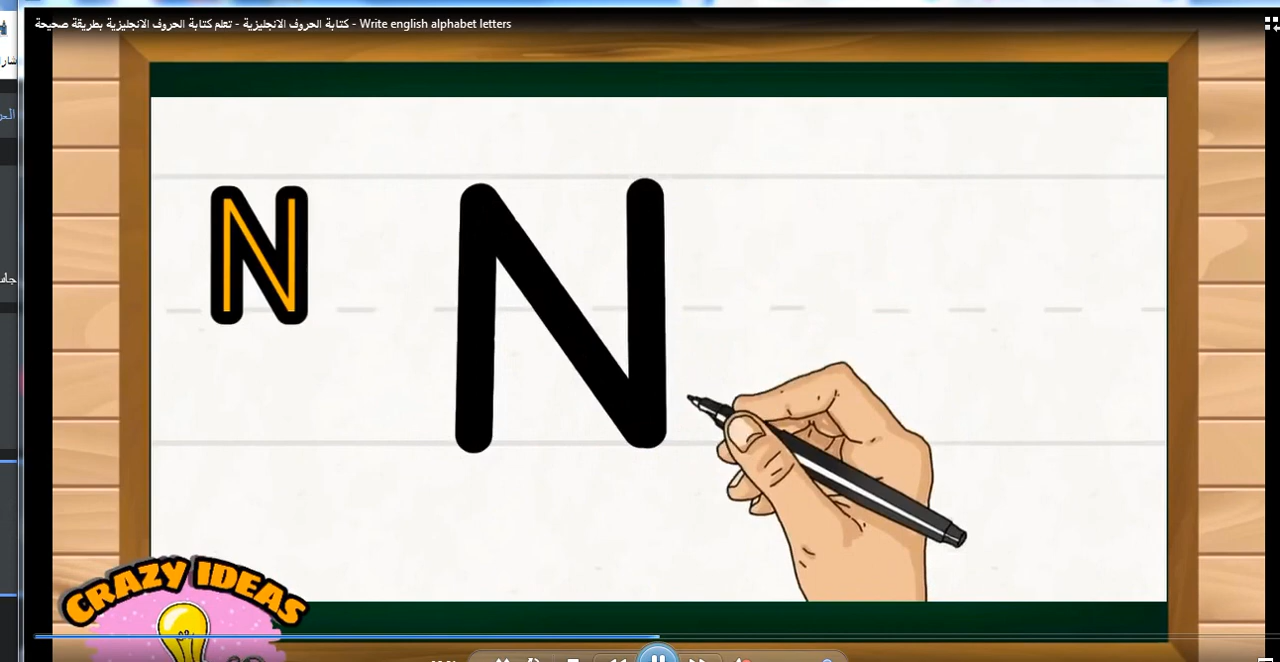 كتابة الحروف الانجليزية - تعلم كتابة الحروف الانجليزية بطريقة صحيحة - Write english alphabet letters
N N
CRAZY IDEAS